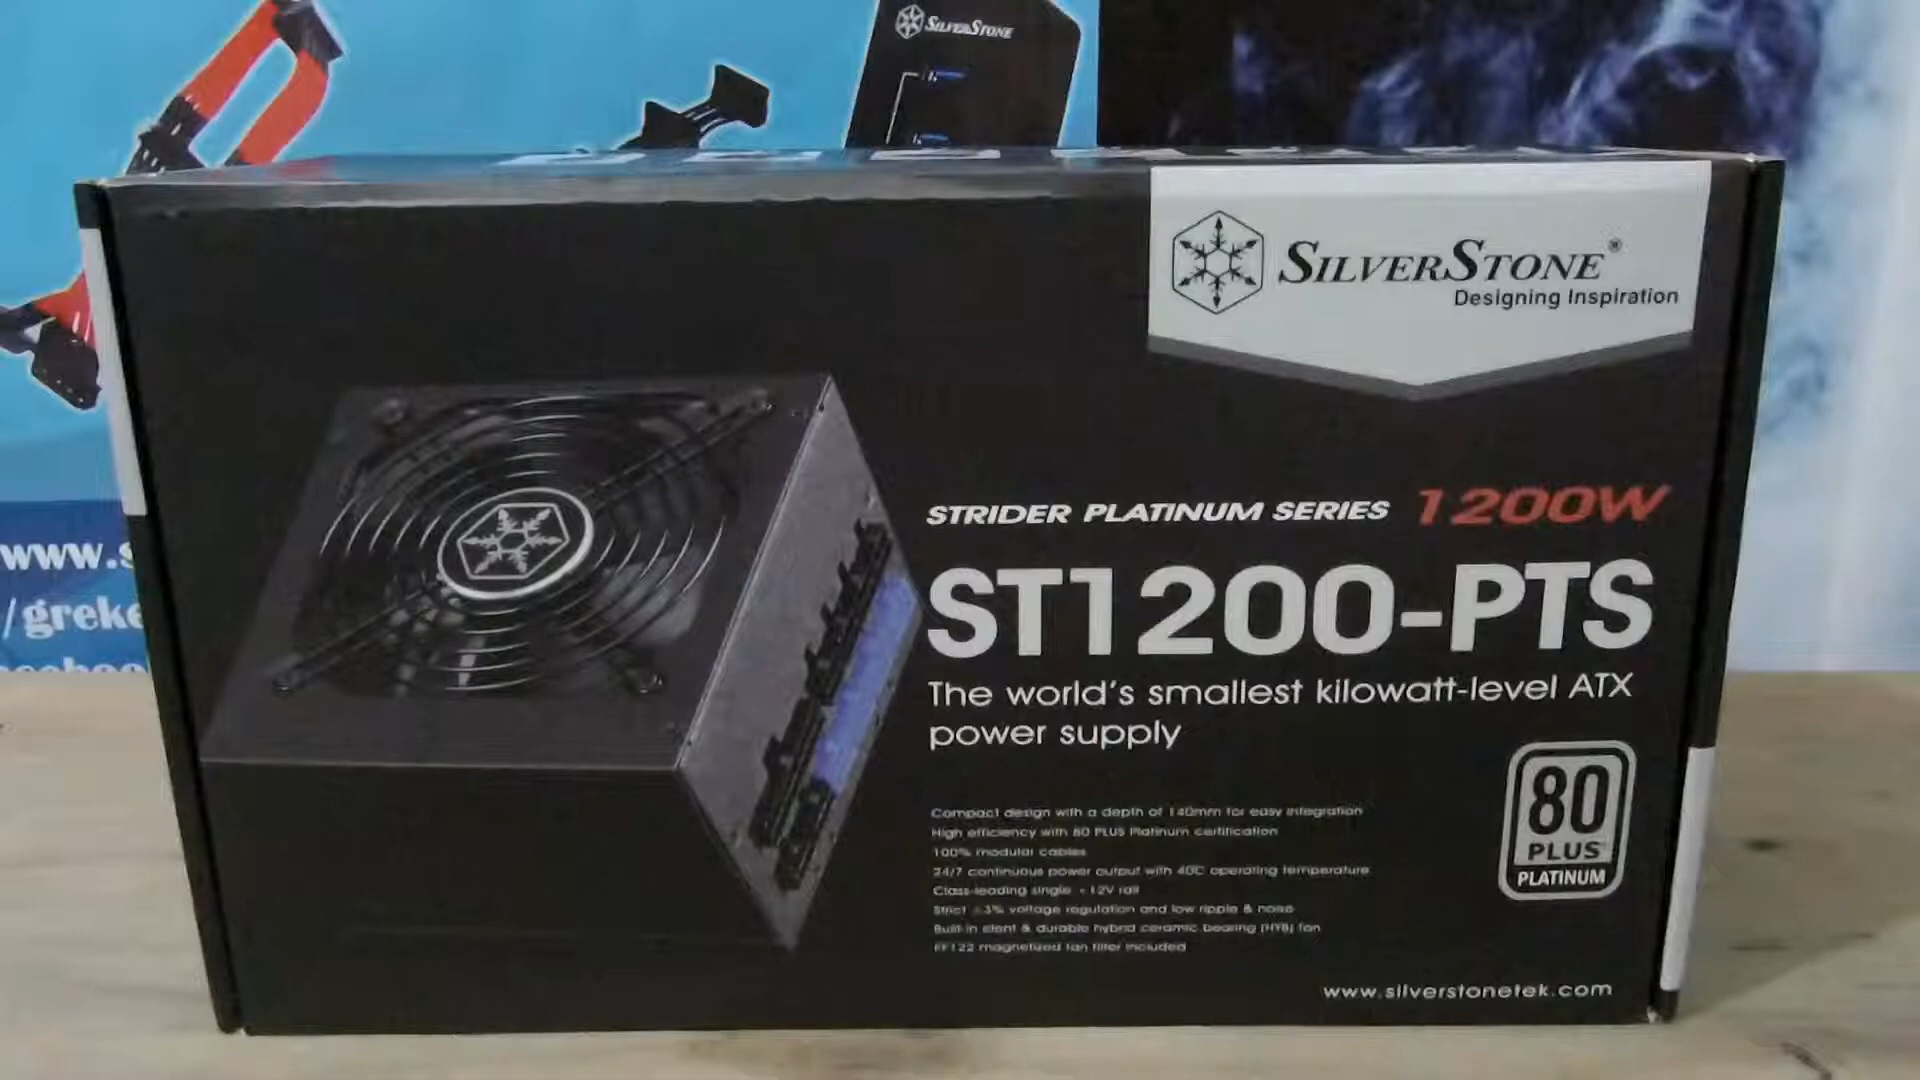 SILVERSTONE
www.s
/greke
SILVERSTONE®
Designing Inspiration
STRIDER PLATINUM SERIES 1200W
ST1200-PTS
The world's smallest kilowatt-level ATX
power supply
Compact design with a depth of 140mm for easy integration
High efficiency with 80 PLUS Platinum certification
100% modular cables
24/7 continuous power output with 40C operating temperature
Class-leading single +12V rail
Strict ±3% voltage regulation and low ripple & noise
Built-in silent & durable hybrid ceramic bearing (HYB) fan
FF122 magnetized fan filter included
80
PLUS
PLATINUM
www.silverstonetek.com